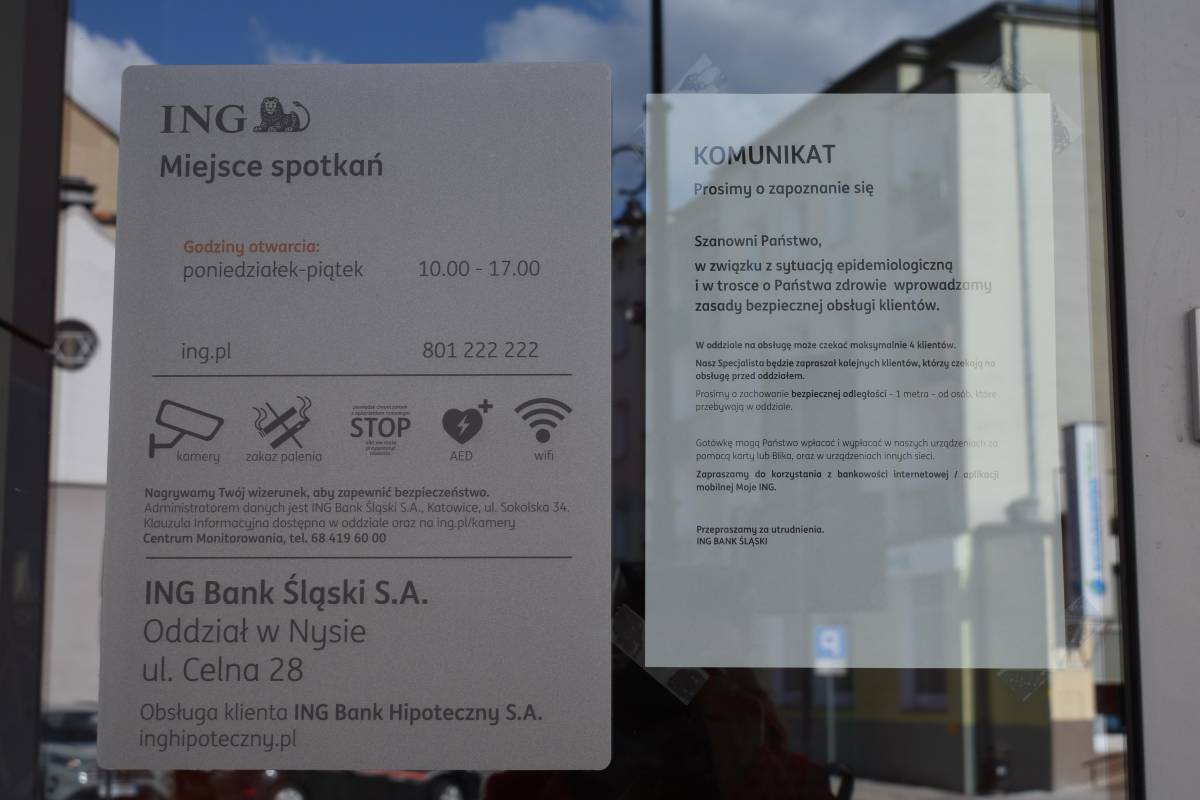 ING
Miejsce spotkań
Godziny otwarcia:
poniedziałek-piątek 10.00 - 17.00
ing.pl 801 222 222
STOP
kamery zakaz palenia AED wifi
Nagrywamy Twój wizerunek, aby zapewnić bezpieczeństwo.
Administratorem danych jest ING Bank Śląski S.A., Katowice, ul. Sokolska 34.
Klauzula informacyjna dostępna w oddziale oraz na ing.pl/kamery
Centrum Monitorowania, tel. 68 419 60 00
ING Bank Śląski S.A.
Oddział w Nysie
ul. Celna 28
Obsługa klienta ING Bank Hipoteczny S.A.
inghipoteczny.pl
KOMUNIKAT
Prosimy o zapoznanie się
Szanowni Państwo,
w związku z sytuacją epidemiologiczną
i w trosce o Państwa zdrowie wprowadzamy
zasady bezpiecznej obsługi klientów.
W oddziale na obsługę może czekać maksymalnie 4 klientów.
Nasz Specjalista będzie zapraszał kolejnych klientów, którzy czekają na
obsługę przed oddziałem.
Prosimy o zachowanie bezpiecznej odległości - 1 metra - od osób, które
przebywają w oddziale.
Gotówkę mogą Państwo wpłacać i wypłacać w naszych urządzeniach za
pomocą karty lub Blika, oraz w urządzeniach innych sieci.
Zapraszamy do korzystania z bankowości internetowej / aplikacji
mobilnej Moje ING.
Przepraszamy za utrudnienia.
ING BANK ŚLĄSKI